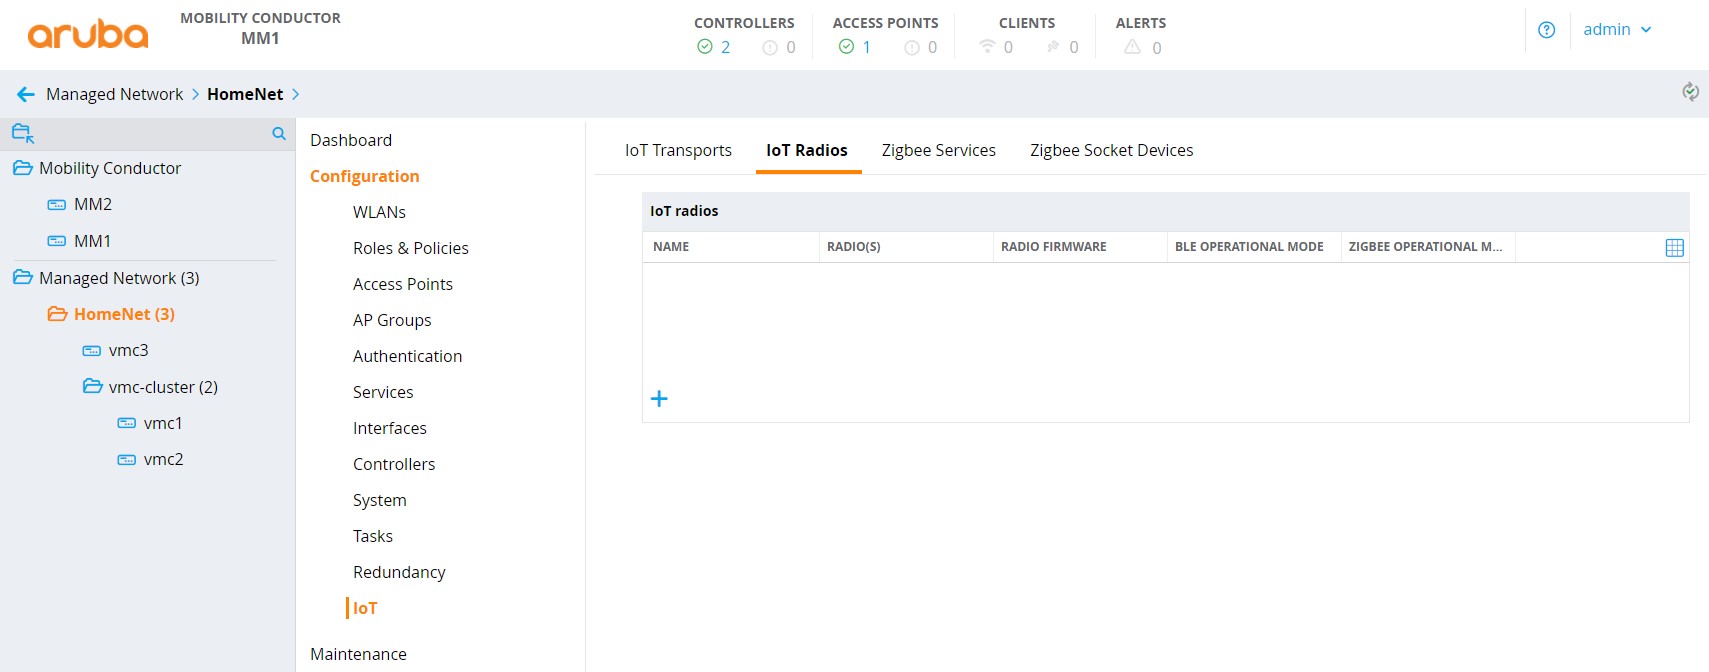 aruba
MOBILITY CONDUCTOR
MM1
CONTROLLERS
2 0
ACCESS POINTS
1 0
CLIENTS
0 0
ALERTS
0
admin
Managed Network > HomeNet >
Mobility Conductor
MM2
MM1
Managed Network (3)
HomeNet (3)
vmc3
vmc-cluster (2)
vmc1
vmc2
Dashboard
Configuration
WLANs
Roles & Policies
Access Points
AP Groups
Authentication
Services
Interfaces
Controllers
System
Tasks
Redundancy
IoT
Maintenance
IoT Transports IoT Radios Zigbee Services Zigbee Socket Devices
IoT radios
NAME RADIO(S) RADIO FIRMWARE BLE OPERATIONAL MODE ZIGBEE OPERATIONAL M...